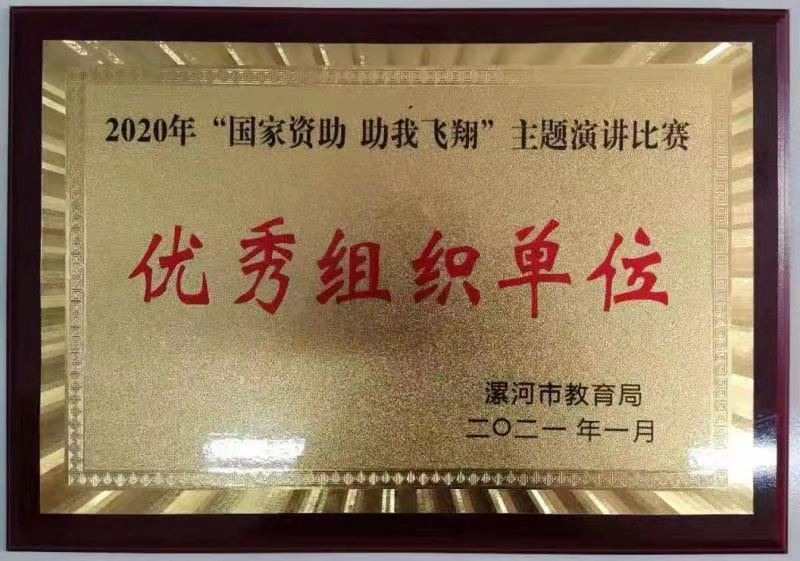 2020年“国家资助 助我飞翔”主题演讲比赛
优秀组织单位
漯河市教育局
二〇二一年一月